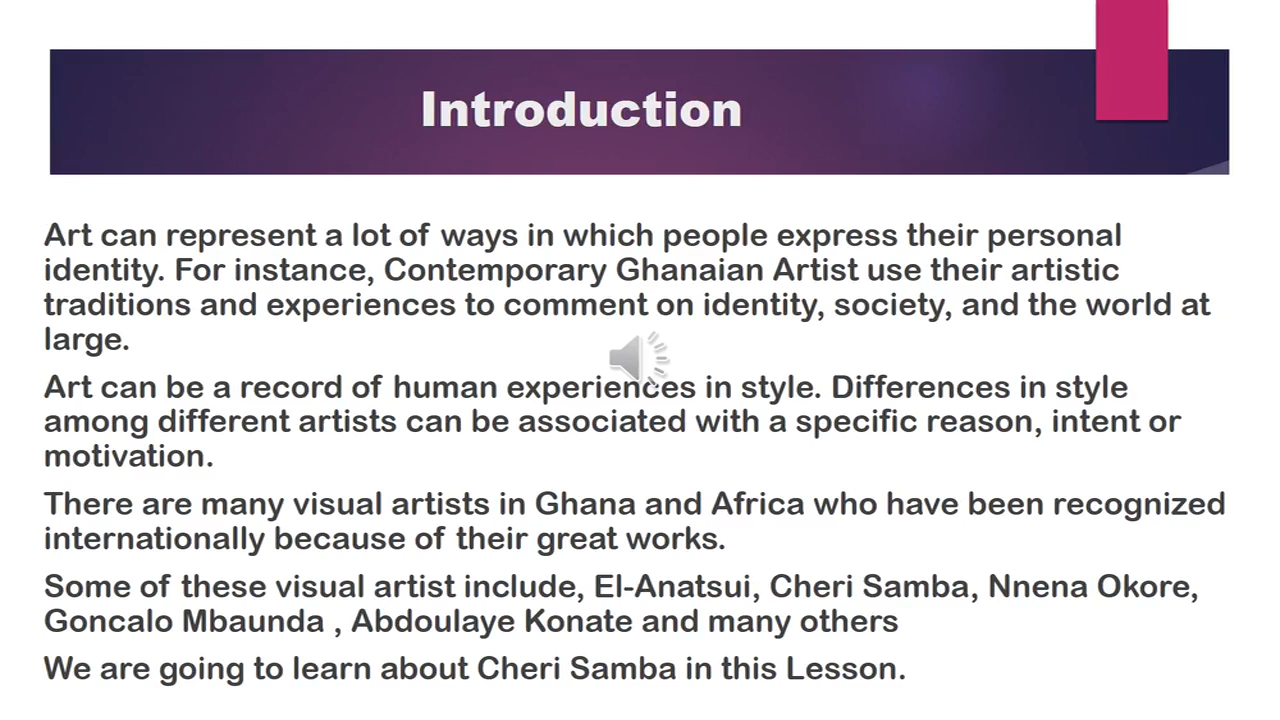 Introduction
Art can represent a lot of ways in which people express their personal
identity. For instance, Contemporary Ghanaian Artist use their artistic
traditions and experiences to comment on identity, society, and the world at
large.
Art can be a record of human experiences in style. Differences in style
among different artists can be associated with a specific reason, intent or
motivation.
There are many visual artists in Ghana and Africa who have been recognized
internationally because of their great works.
Some of these visual artist include, El-Anatsui, Cheri Samba, Nnena Okore,
Goncalo Mbaunda , Abdoulaye Konate and many others
We are going to learn about Cheri Samba in this Lesson.